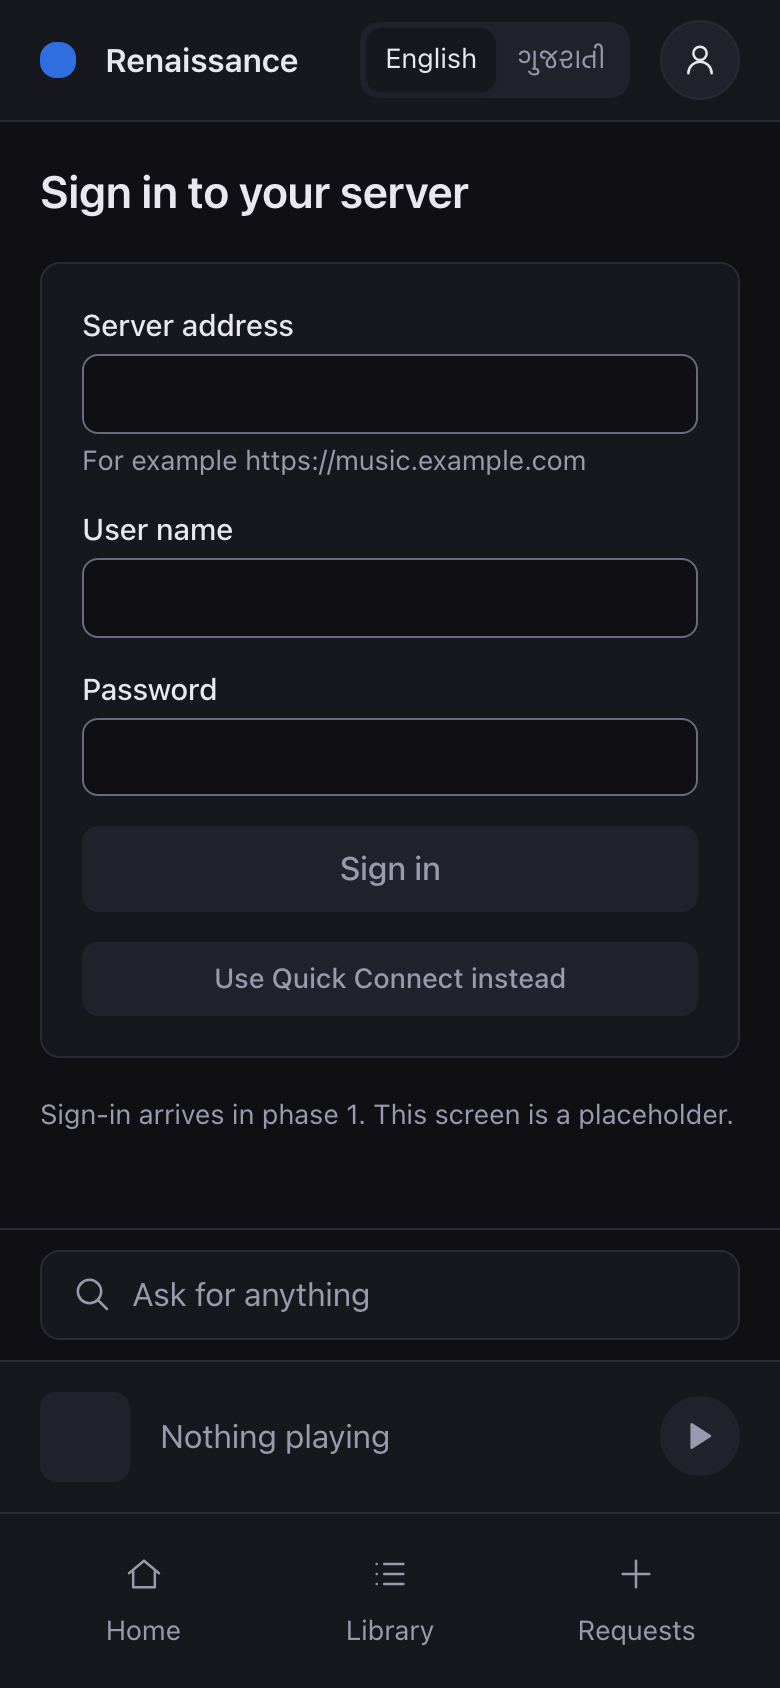 Renaissance
English
ગુજરાતી
Sign in to your server
Server address
For example https://music.example.com
User name
Password
Sign in
Use Quick Connect instead
Sign-in arrives in phase 1. This screen is a placeholder.
Ask for anything
Nothing playing
Home
Library
Requests